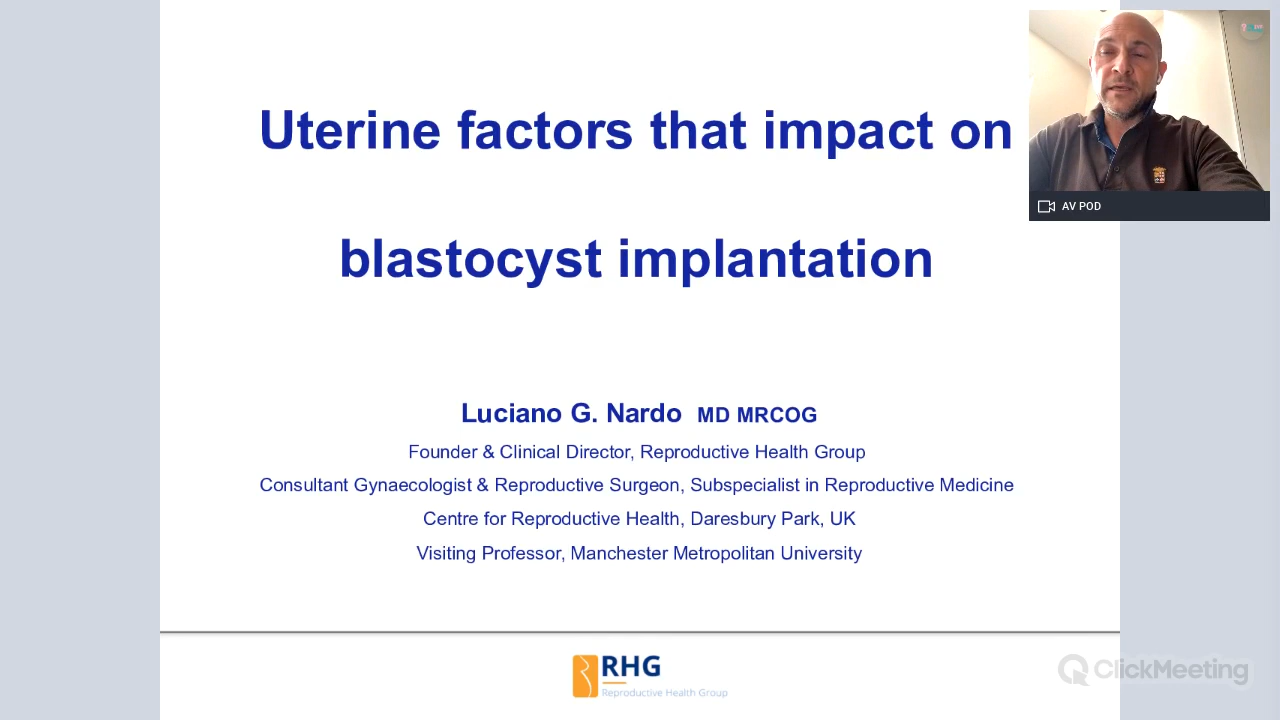 Uterine factors that impact on
blastocyst implantation
AV POD
Luciano G. Nardo MD MRCOG
Founder & Clinical Director, Reproductive Health Group
Consultant Gynaecologist & Reproductive Surgeon, Subspecialist in Reproductive Medicine
Centre for Reproductive Health, Daresbury Park, UK
Visiting Professor, Manchester Metropolitan University
RHG
Reproductive Health Group
ClickMeeting